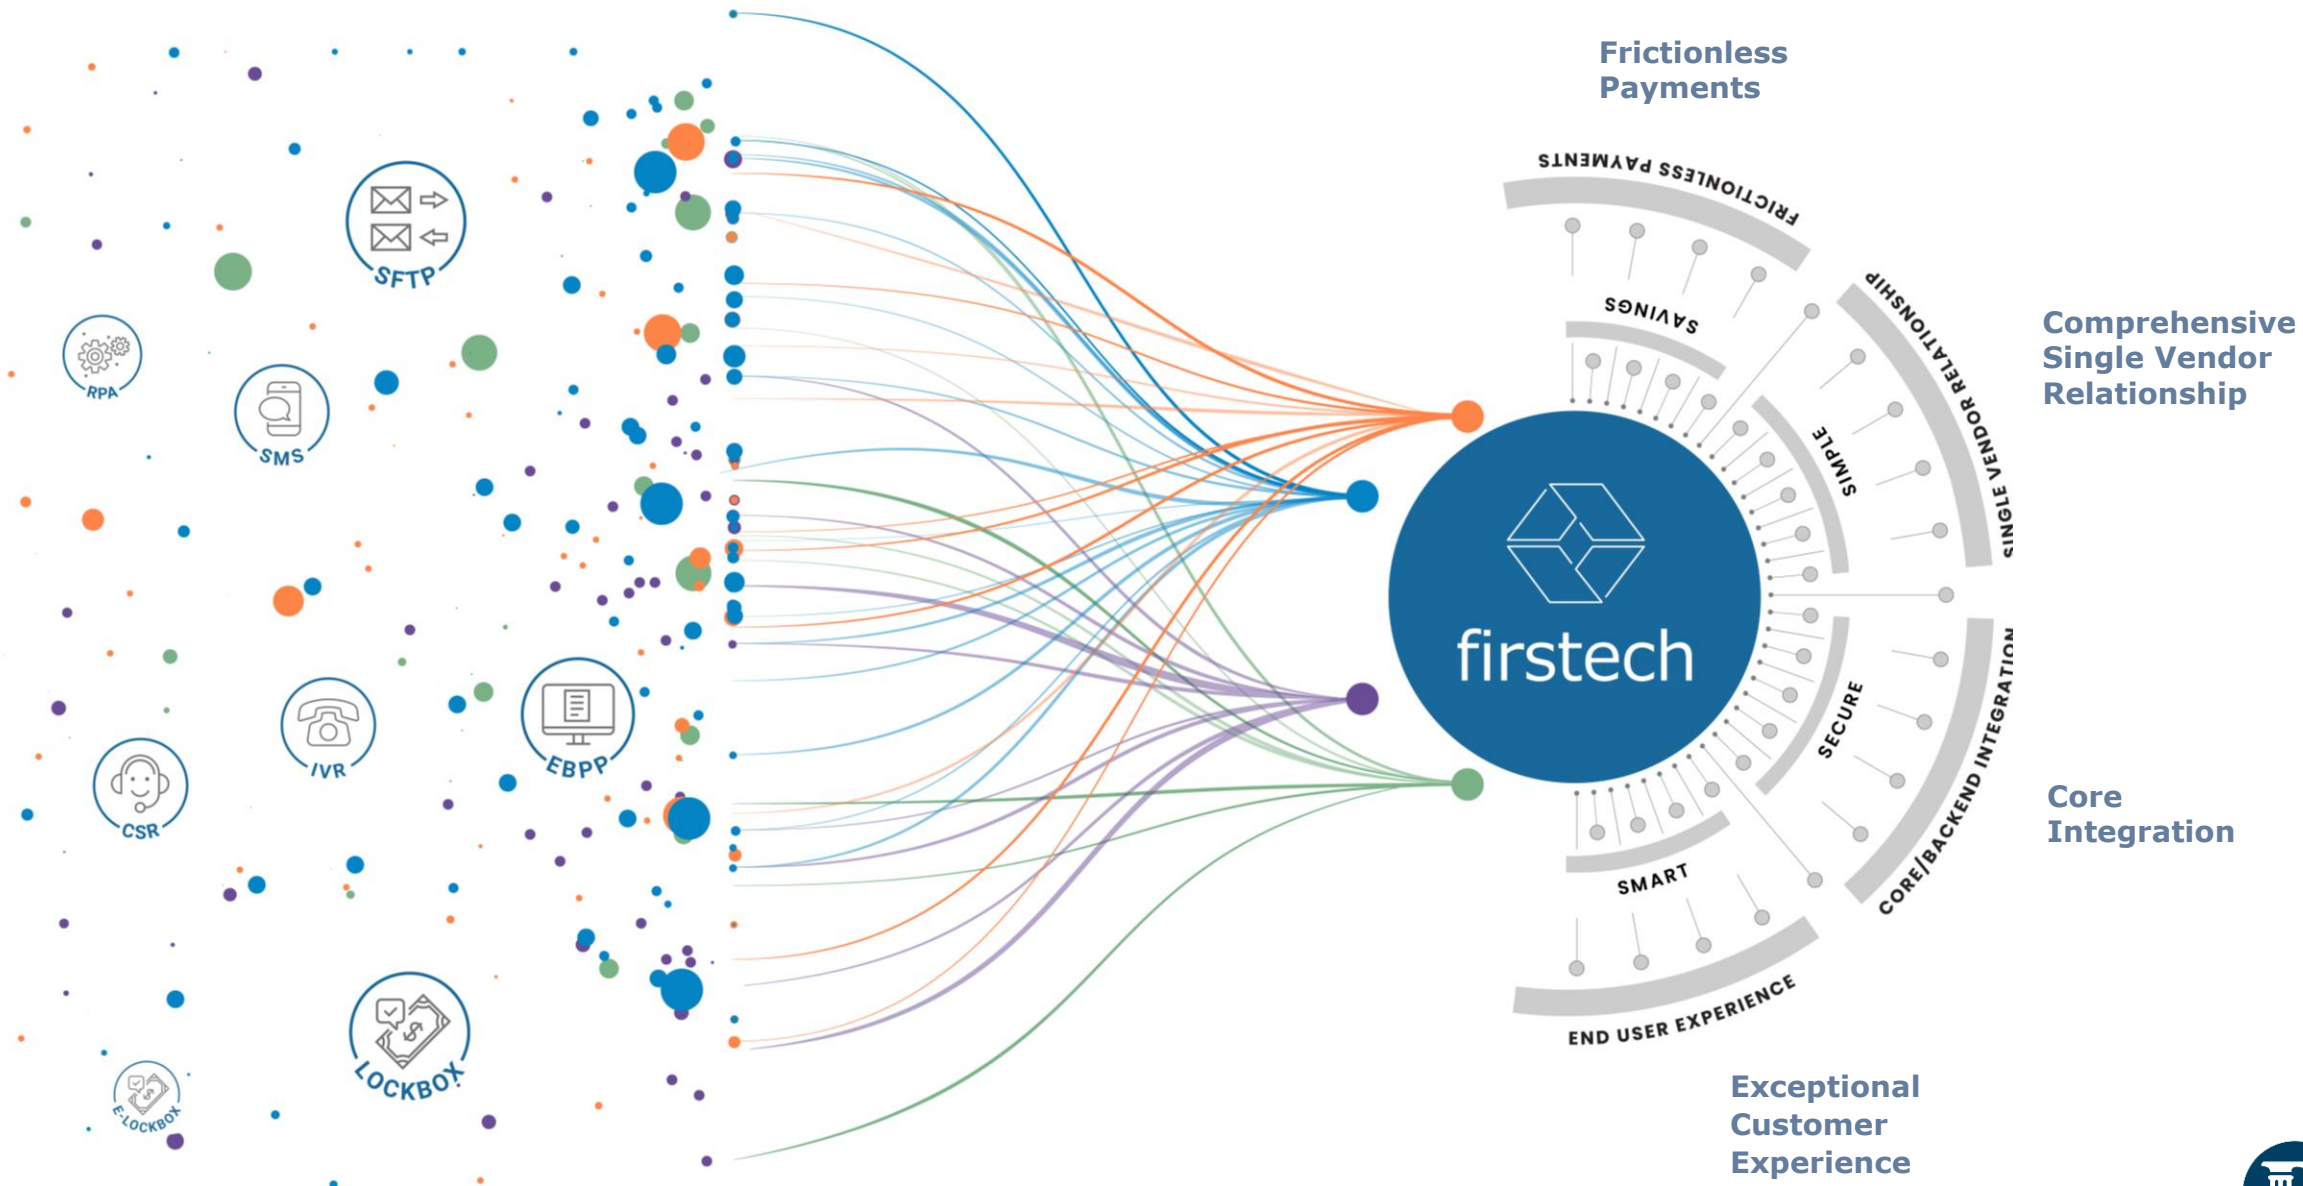 SFTP
RPA
SMS
IVR
EBPP
CSR
LOCKBOX
E-LOCKBOX
firstech
Frictionless
Payments
FRICTIONLESS PAYMENTS
SAVINGS
SINGLE VENDOR RELATIONSHIP
SIMPLE
Comprehensive
Single Vendor
Relationship
SECURE
CORE/BACKEND INTEGRATION
Core
Integration
SMART
END USER EXPERIENCE
Exceptional
Customer
Experience